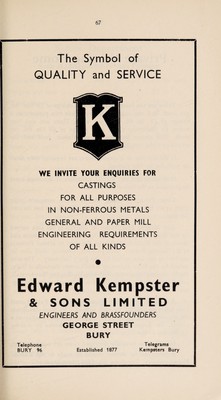 67
The Symbol of
QUALITY and SERVICE
K
WE INVITE YOUR ENQUIRIES FOR
CASTINGS
FOR ALL PURPOSES
IN NON-FERROUS METALS
GENERAL AND PAPER MILL
ENGINEERING REQUIREMENTS
OF ALL KINDS
Edward Kempster
& SONS LIMITED
ENGINEERS AND BRASSFOUNDERS
GEORGE STREET
BURY
Telephone
BURY 96
Established 1877
Telegrams
Kempsters Bury